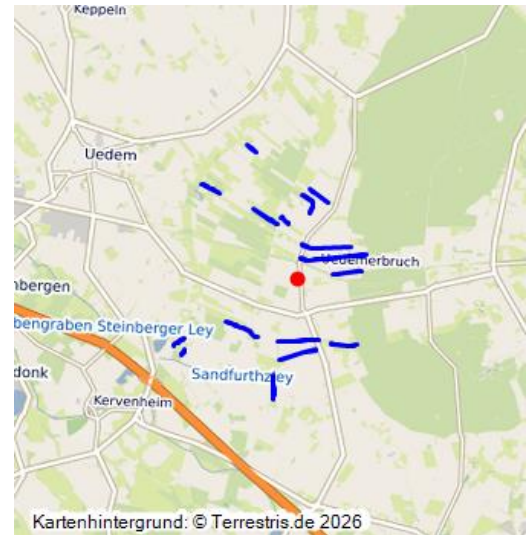 Keppeln
Uedem
Uedemerbruch
nbergen
bengraben Steinberger Ley
donk
Sandfurthzley
Kervenheim
Kartenhintergrund: © Terrestris.de 2026